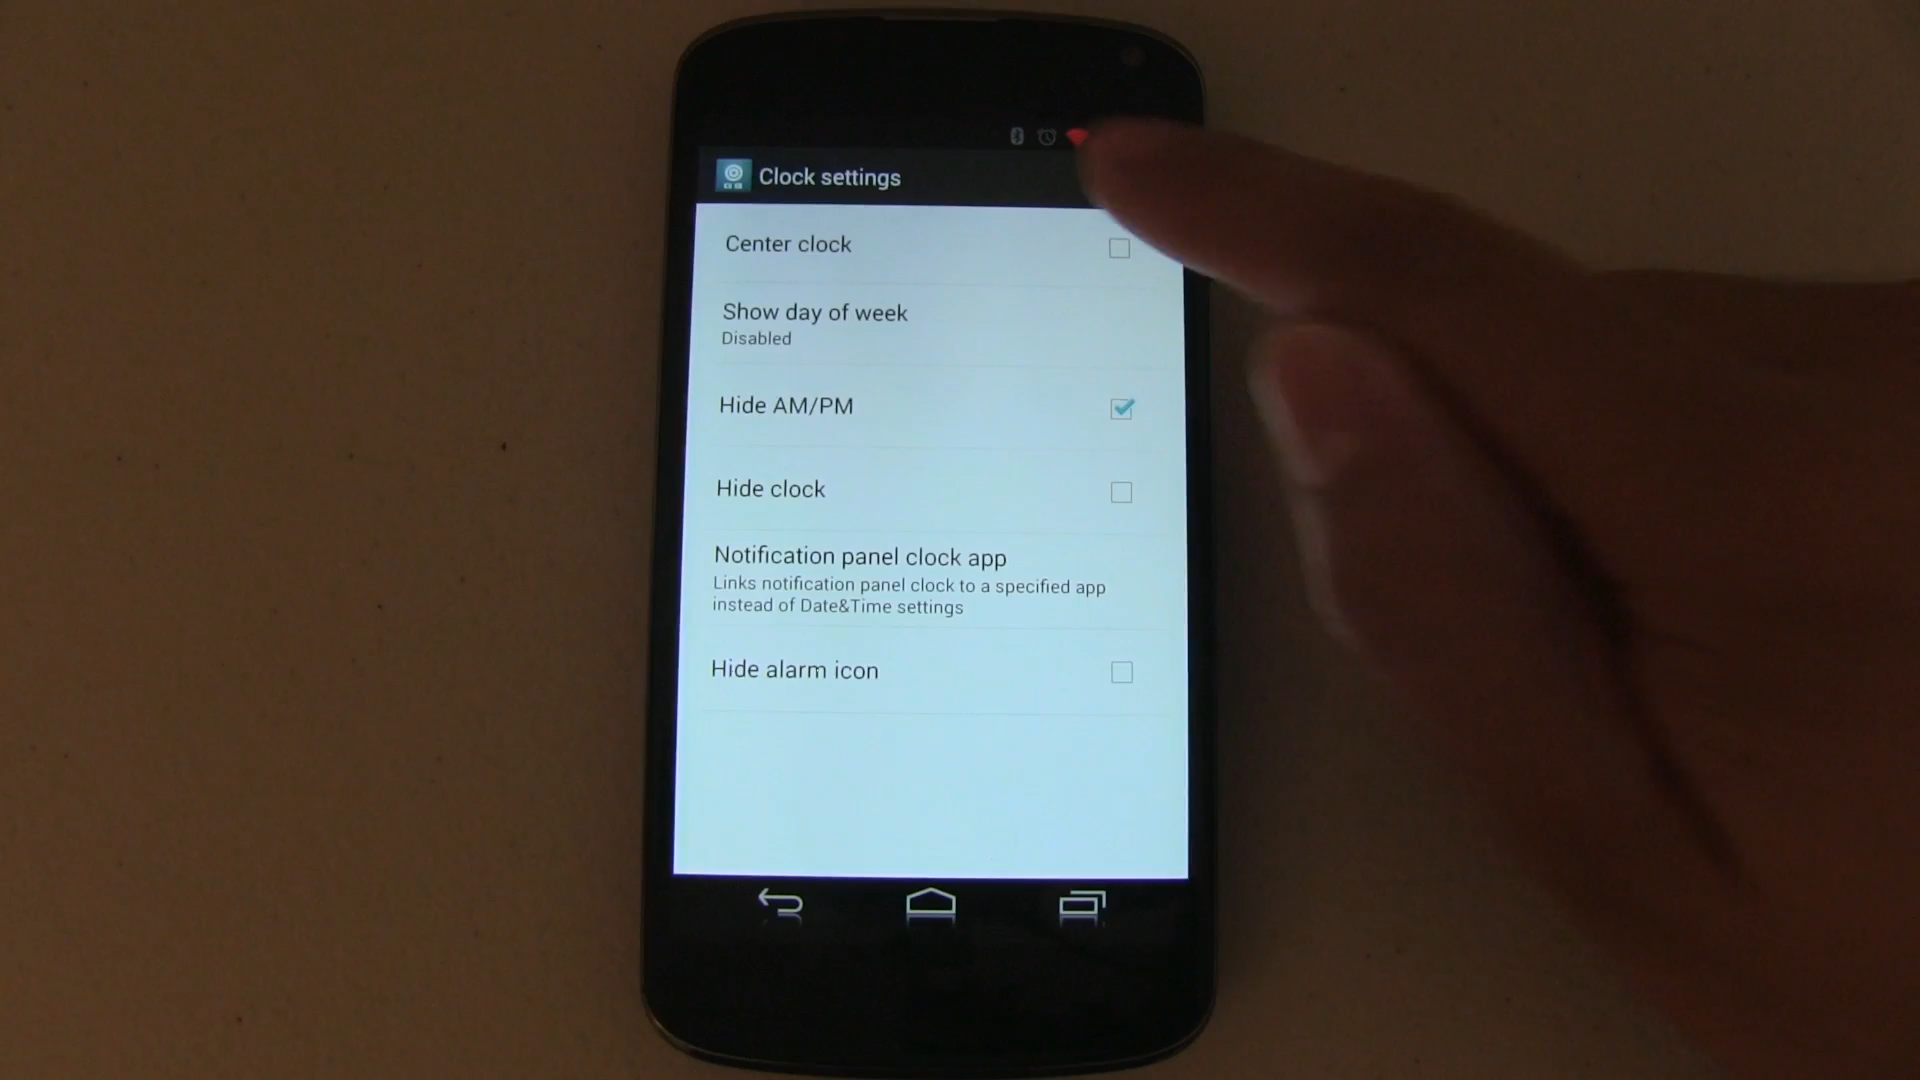 Clock settings
Center clock
Show day of week
Disabled
Hide AM/PM
Hide clock
Notification panel clock app
Links notification panel clock to a specified app
instead of Date&Time settings
Hide alarm icon